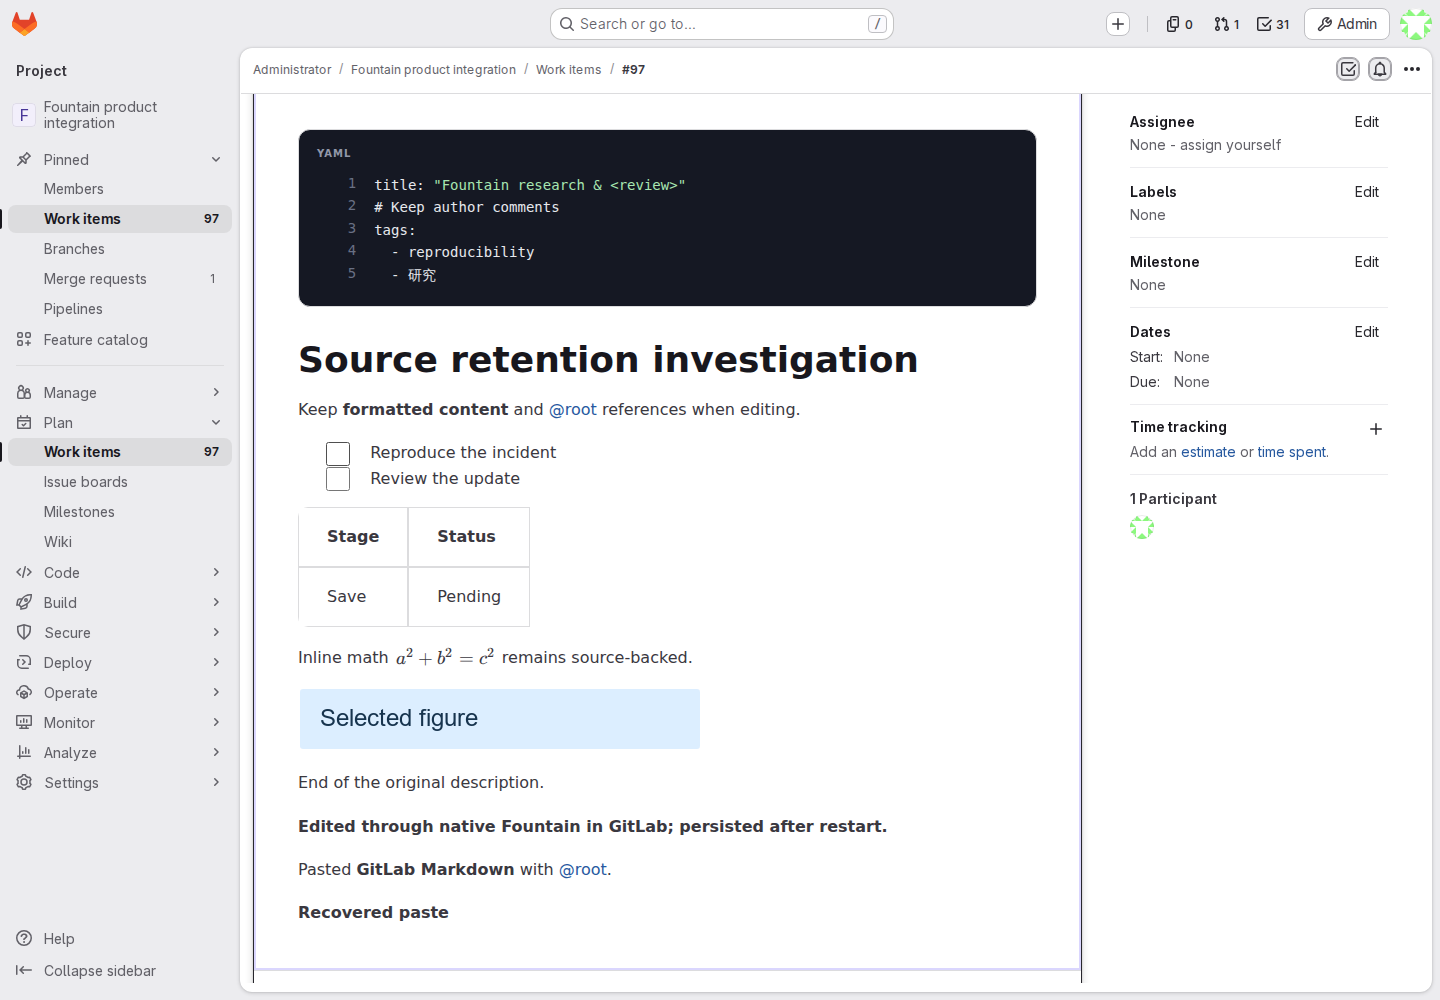 Search or go to...
/
0
1
31
Admin
Project
F
Fountain product
integration
Pinned
Members
Work items
97
Branches
Merge requests
1
Pipelines
Feature catalog
Manage
Plan
Work items
97
Issue boards
Milestones
Wiki
Code
Build
Secure
Deploy
Operate
Monitor
Analyze
Settings
Help
Collapse sidebar
Administrator / Fountain product integration / Work items / #97
YAML
1 title: "Fountain research & <review>"
2 # Keep author comments
3 tags:
4   - reproducibility
5   - 研究
Source retention investigation
Keep formatted content and @root references when editing.
Reproduce the incident
Review the update
Stage Status
Save Pending
Inline math a² + b² = c² remains source-backed.
Selected figure
End of the original description.
Edited through native Fountain in GitLab; persisted after restart.
Pasted GitLab Markdown with @root.
Recovered paste
Assignee Edit
None - assign yourself
Labels Edit
None
Milestone Edit
None
Dates Edit
Start: None
Due: None
Time tracking
Add an estimate or time spent.
1 Participant